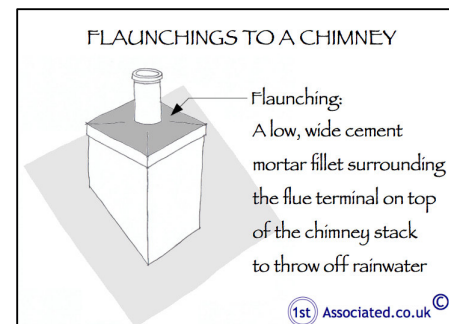 FLAUNCHINGS TO A CHIMNEY
Flaunching:
A low, wide cement
mortar fillet surrounding
the flue terminal on top
of the chimney stack
to throw off rainwater
1st Associated.co.uk ©